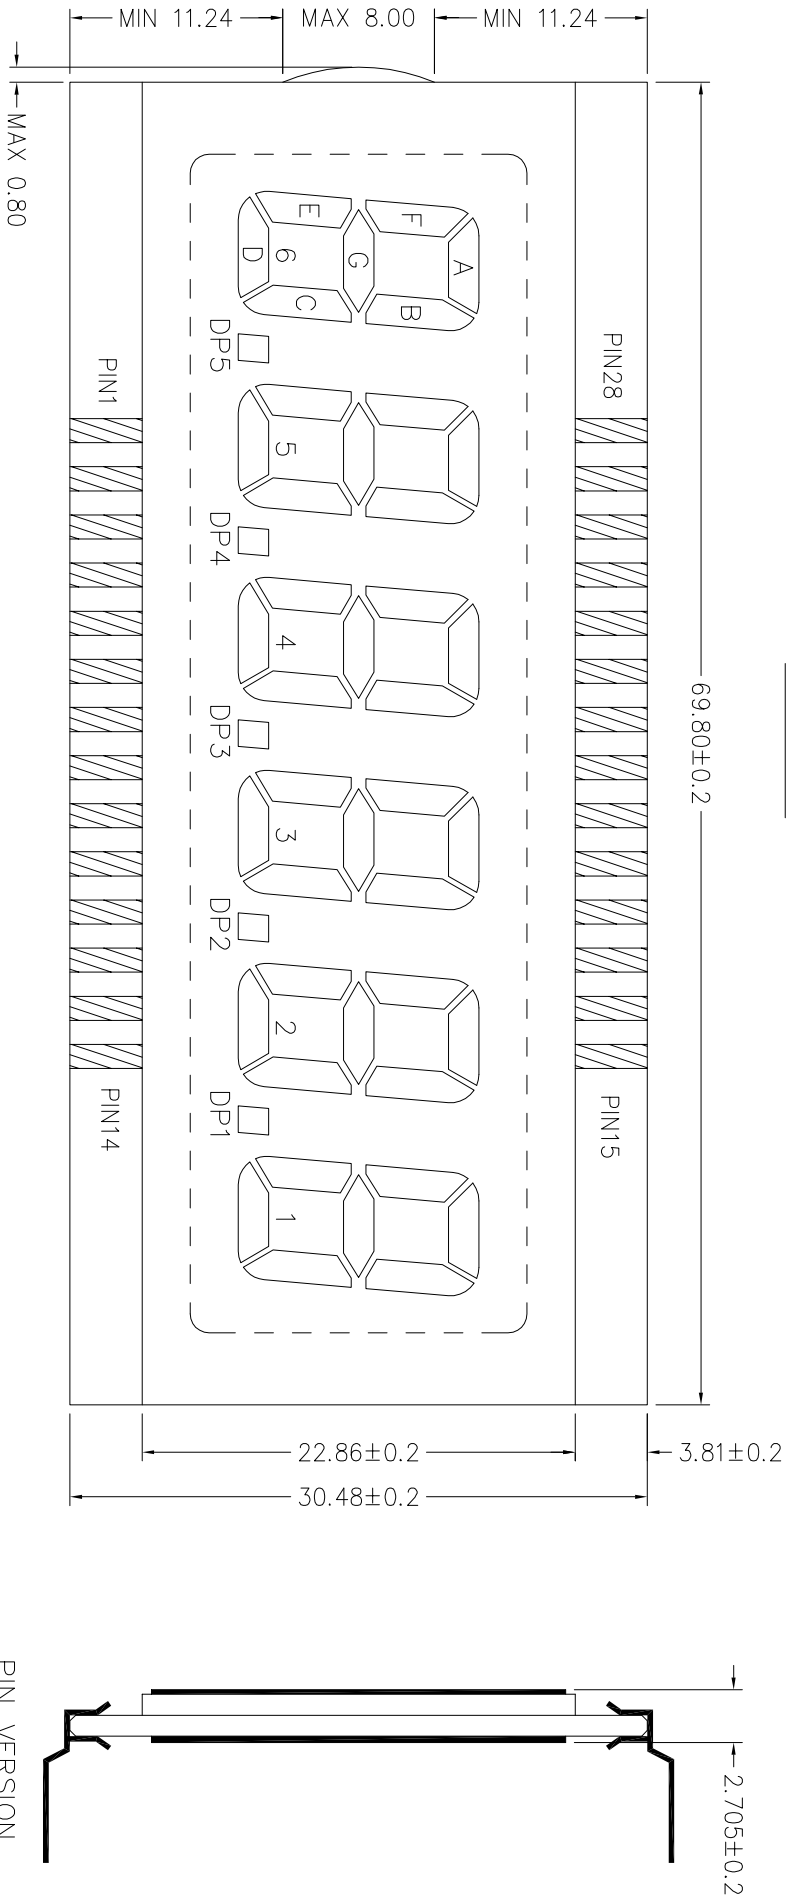 MIN 11.24
MAX 8.00
MIN 11.24
MAX 0.80
PIN28
PIN15
69.80±0.2
A
F
B
G
E
6
C
D
5
4
3
2
1
DP5
DP4
DP3
DP2
DP1
PIN1
PIN14
22.86±0.2
3.81±0.2
30.48±0.2
2.705±0.2
PIN VERSION